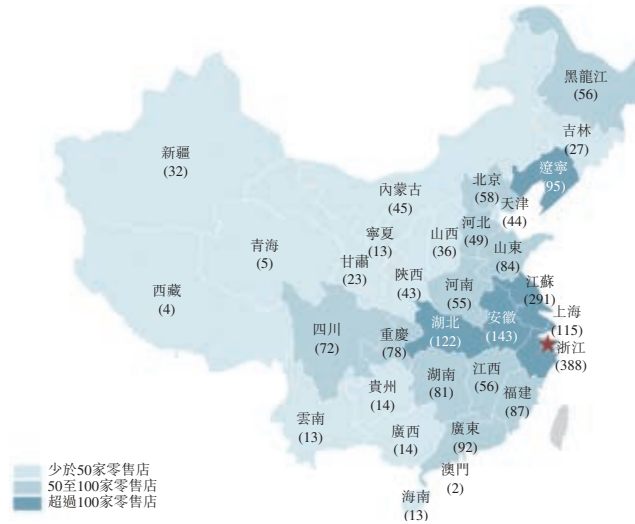 黑龍江
(56)
吉林
(27)
遼寧
(95)
新疆
(32)
北京
(58)
內蒙古
(45)
天津
(44)
河北
(49)
山西
(36)
寧夏
(13)
青海
(5)
山東
(84)
甘肅
(23)
陝西
(43)
河南
(55)
江蘇
(291)
西藏
(4)
上海
(115)
安徽
(143)
湖北
(122)
四川
(72)
重慶
(78)
浙江
(388)
江西
(56)
湖南
(81)
福建
(87)
貴州
(14)
雲南
(13)
廣西
(14)
廣東
(92)
澳門
(2)
海南
(13)
少於50家零售店
50至100家零售店
超過100家零售店